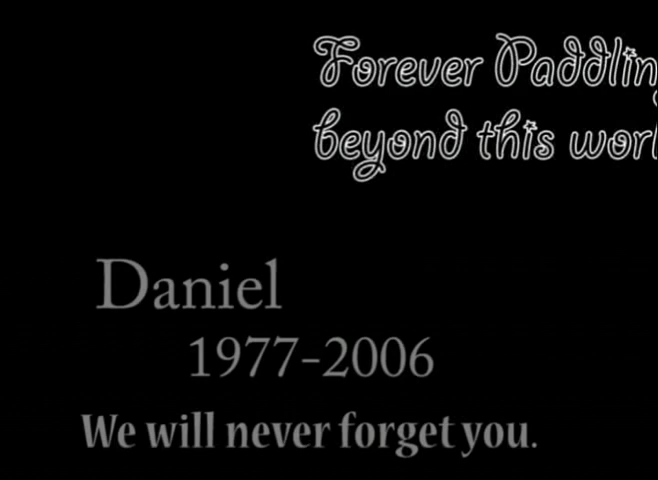 Forever Paddlin
beyond this worl
Daniel
1977-2006
We will never forget you.